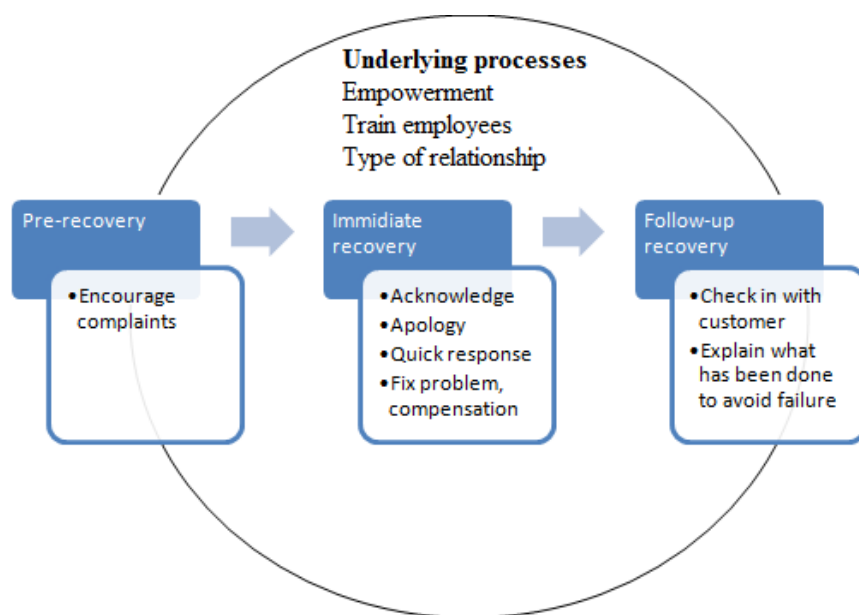 Underlying processes
Empowerment
Train employees
Type of relationship
Pre-recovery
•Encourage
complaints
Immidiate
recovery
•Acknowledge
•Apology
•Quick response
•Fix problem,
compensation
Follow-up
recovery
•Check in with
customer
•Explain what
has been done
to avoid failure